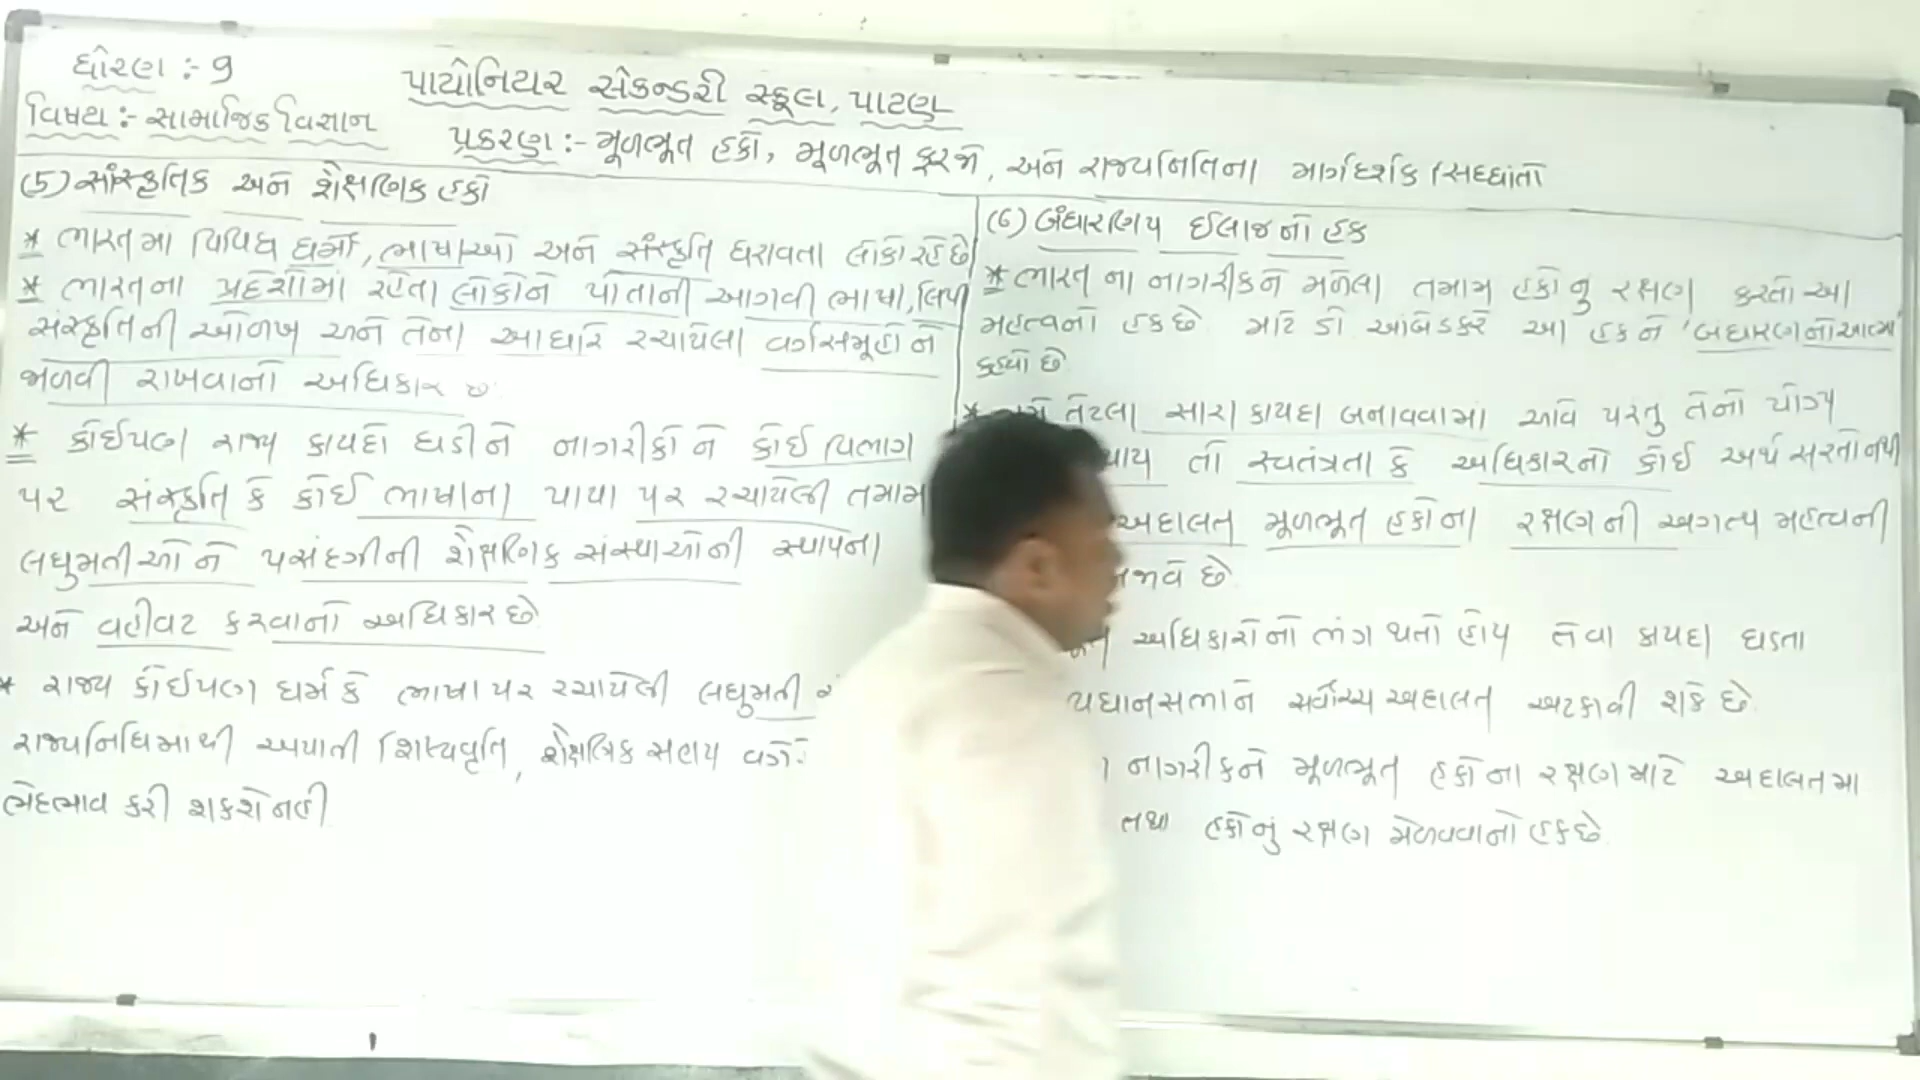 ધોરણ :- 9
પાયોનિયર સેકન્ડરી સ્કૂલ, પાટણ
વિષય :- સામાજિક વિજ્ઞાન
પ્રકરણ :- મૂળભૂત હકો, મૂળભૂત ફરજો, અને રાજ્યનિતિના માર્ગદર્શક સિધ્ધાંતો
(5) સાંસ્કૃતિક અને શૈક્ષણિક હકો
* ભારતમાં વિવિધ ધર્મો, ભાષાઓ અને સંસ્કૃતિ ધરાવતા લોકો રહે છે
* ભારતના પ્રદેશોમાં રહેતા લોકોને પોતાની આગવી ભાષા, લિપી
સંસ્કૃતિની ઓળખ અને તેના આધારે રચાયેલા વર્ગસમૂહોને
જાળવી રાખવાનો અધિકાર છે
* કોઈપણ રાજ્ય કાયદો ઘડીને નાગરીકોને કોઈ વિભાગ
પર સંસ્કૃતિ કે કોઈ ભાષાના પાયા પર રચાયેલી તમામ
લઘુમતીઓને પસંદગીની શૈક્ષણિક સંસ્થાઓની સ્થાપના
અને વહીવટ કરવાનો અધિકાર છે
* રાજ્ય કોઈપણ ધર્મ કે ભાષા પર રચાયેલી લઘુમતી
રાજ્યનિધિમાંથી અપાતી શિષ્યવૃતિ, શૈક્ષણિક સહાય વગેરે
ભેદભાવ કરી શકશે નહી
(6) બંધારણિય ઈલાજનો હક
* ભારત ના નાગરીકને મળેલા તમામ હકોનુ રક્ષણ કરતો આ
મહત્વનો હક છે. માટે ડો આંબેડકરે આ હકને 'બંધારણનો આત્મા'
કહ્યો છે
* તેટલા સારા કાયદા બનાવવામાં આવે પરંતુ તેનો યોગ્ય
તો સ્વતંત્રતા કે અધિકારનો કોઈ અર્થ સરતો નથી
અદાલત મૂળભૂત હકોના રક્ષણની અગત્ય મહત્વની
છે.
અધિકારોનો ભંગ થતો હોય તેવા કાયદા ઘડતા
સર્વોચ્ચ અદાલત અટકાવી શકે છે.
નાગરીકને મૂળભૂત હકોના રક્ષણ માટે અદાલતમાં
તથા હકોનું રક્ષણ મેળવવાનો હક છે.